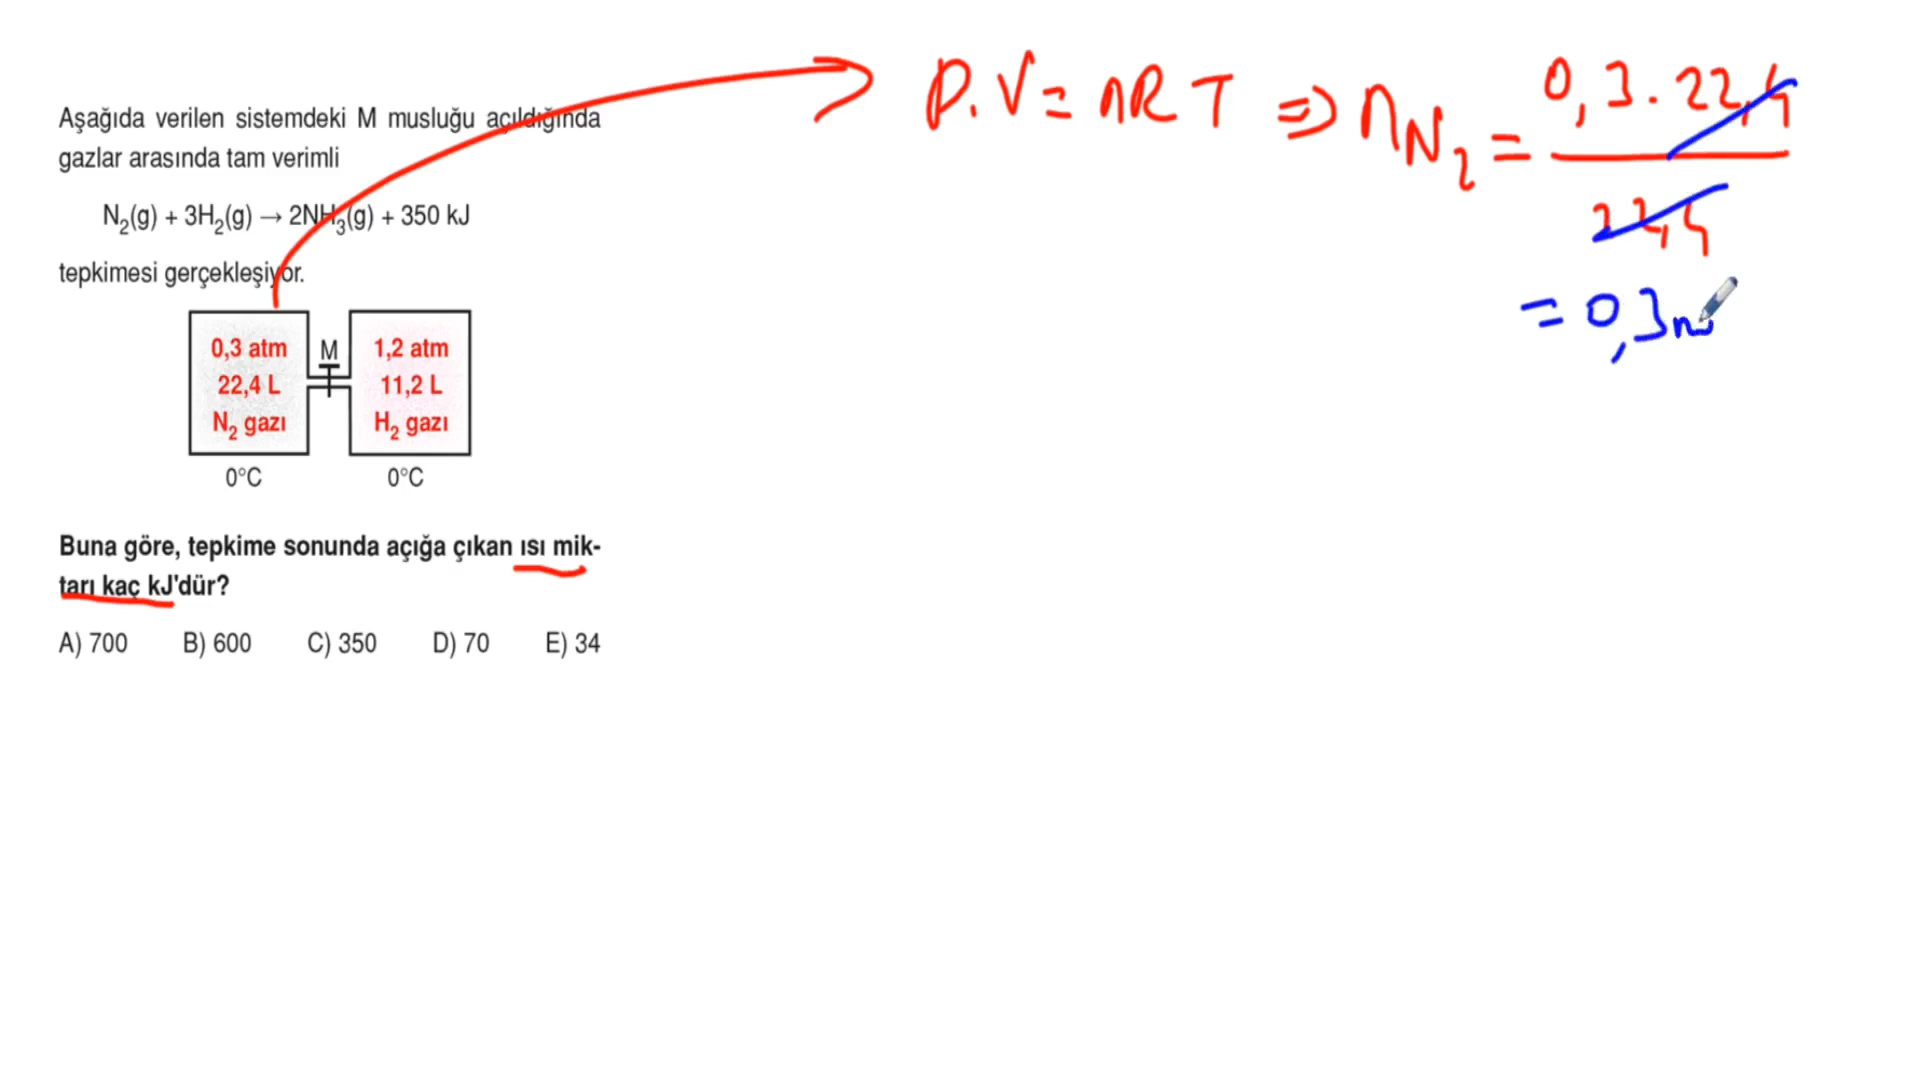 Aşağıda verilen sistemdeki M musluğu açıldığında
gazlar arasında tam verimli
N₂(g) + 3H₂(g) → 2NH₃(g) + 350 kJ
tepkimesi gerçekleşiyor.
0,3 atm M 1,2 atm
22,4 L 11,2 L
N₂ gazı H₂ gazı
0°C 0°C
Buna göre, tepkime sonunda açığa çıkan ısı mik-
tarı kaç kJ'dür?
A) 700 B) 600 C) 350 D) 70 E) 34
P.V = nRT ⇒ nN₂ = 0,3 . 22,4
22,4
= 0,3